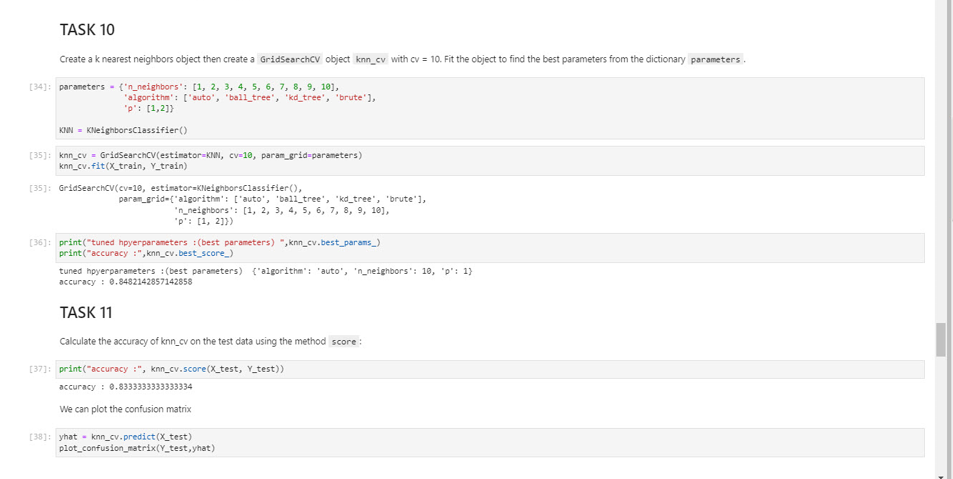 TASK 10
Create a k nearest neighbors object then create a GridSearchCV object knn_cv with cv = 10. Fit the object to find the best parameters from the dictionary parameters.
[34]: parameters = {'n_neighbors': [1, 2, 3, 4, 5, 6, 7, 8, 9, 10],
'algorithm': ['auto', 'ball_tree', 'kd_tree', 'brute'],
'p': [1,2]}
KNN = KNeighborsClassifier()
[35]: knn_cv = GridSearchCV(estimator=KNN, cv=10, param_grid=parameters)
knn_cv.fit(X_train, Y_train)
[35]: GridSearchCV(cv=10, estimator=KNeighborsClassifier(),
param_grid={'algorithm': ['auto', 'ball_tree', 'kd_tree', 'brute'],
'n_neighbors': [1, 2, 3, 4, 5, 6, 7, 8, 9, 10],
'p': [1, 2]})
[36]: print("tuned hpyerparameters :(best parameters) ",knn_cv.best_params_)
print("accuracy :",knn_cv.best_score_)
tuned hpyerparameters :(best parameters)  {'algorithm': 'auto', 'n_neighbors': 10, 'p': 1}
accuracy : 0.8482142857142858
TASK 11
Calculate the accuracy of knn_cv on the test data using the method score:
[37]: print("accuracy :", knn_cv.score(X_test, Y_test))
accuracy : 0.8333333333333334
We can plot the confusion matrix
[38]: yhat = knn_cv.predict(X_test)
plot_confusion_matrix(Y_test,yhat)